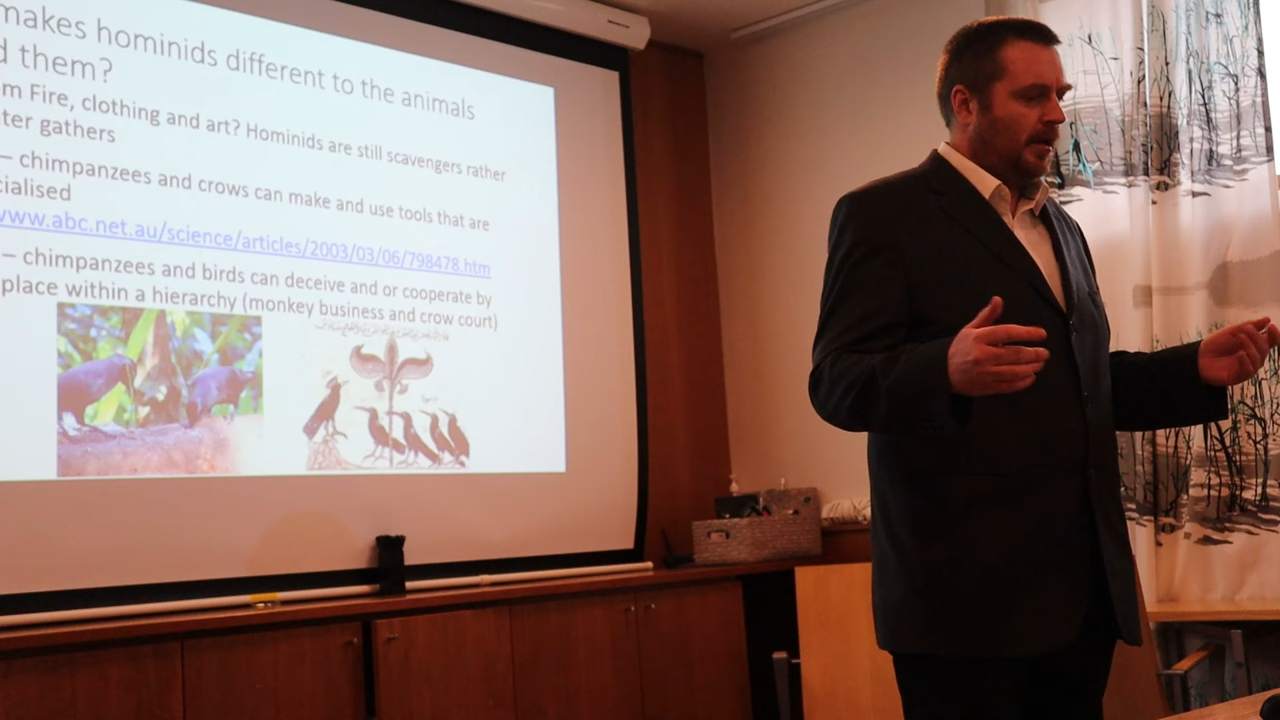 makes hominids different to the animals
d them?
m Fire, clothing and art? Hominids are still scavengers rather
ter gathers
– chimpanzees and crows can make and use tools that are
cialised
www.abc.net.au/science/articles/2003/03/06/798478.htm
– chimpanzees and birds can deceive and or cooperate by
place within a hierarchy (monkey business and crow court)